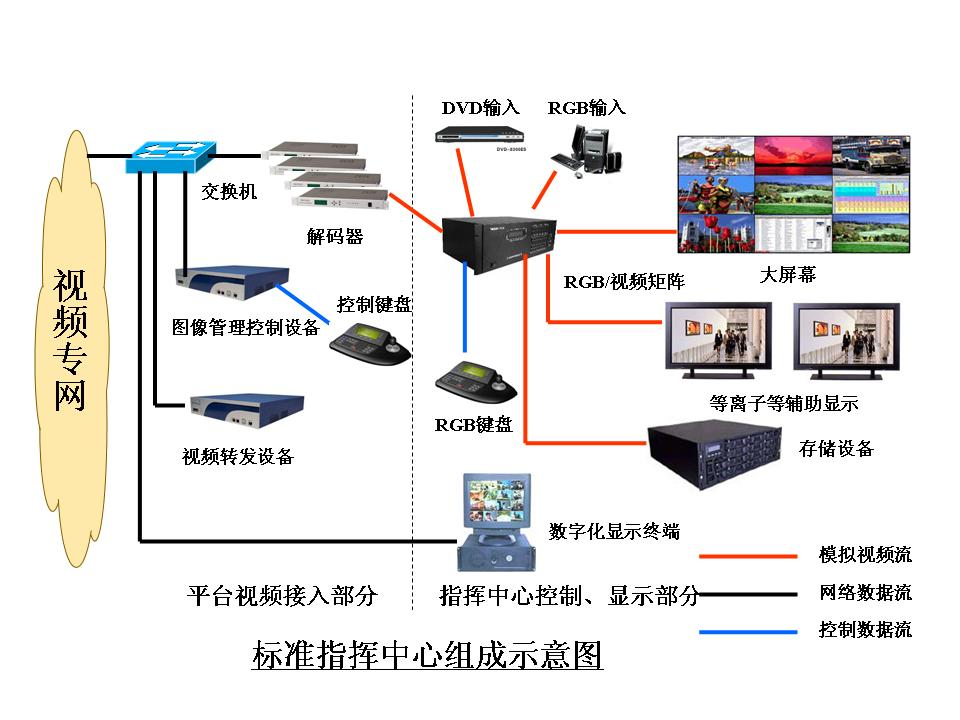 DVD输入
RGB输入
DVD-8300ES
交换机
解码器
视频专网
大屏幕
RGB/视频矩阵
控制键盘
图像管理控制设备
等离子等辅助显示
RGB键盘
存储设备
视频转发设备
数字化显示终端
模拟视频流
网络数据流
控制数据流
平台视频接入部分
指挥中心控制、显示部分
标准指挥中心组成示意图